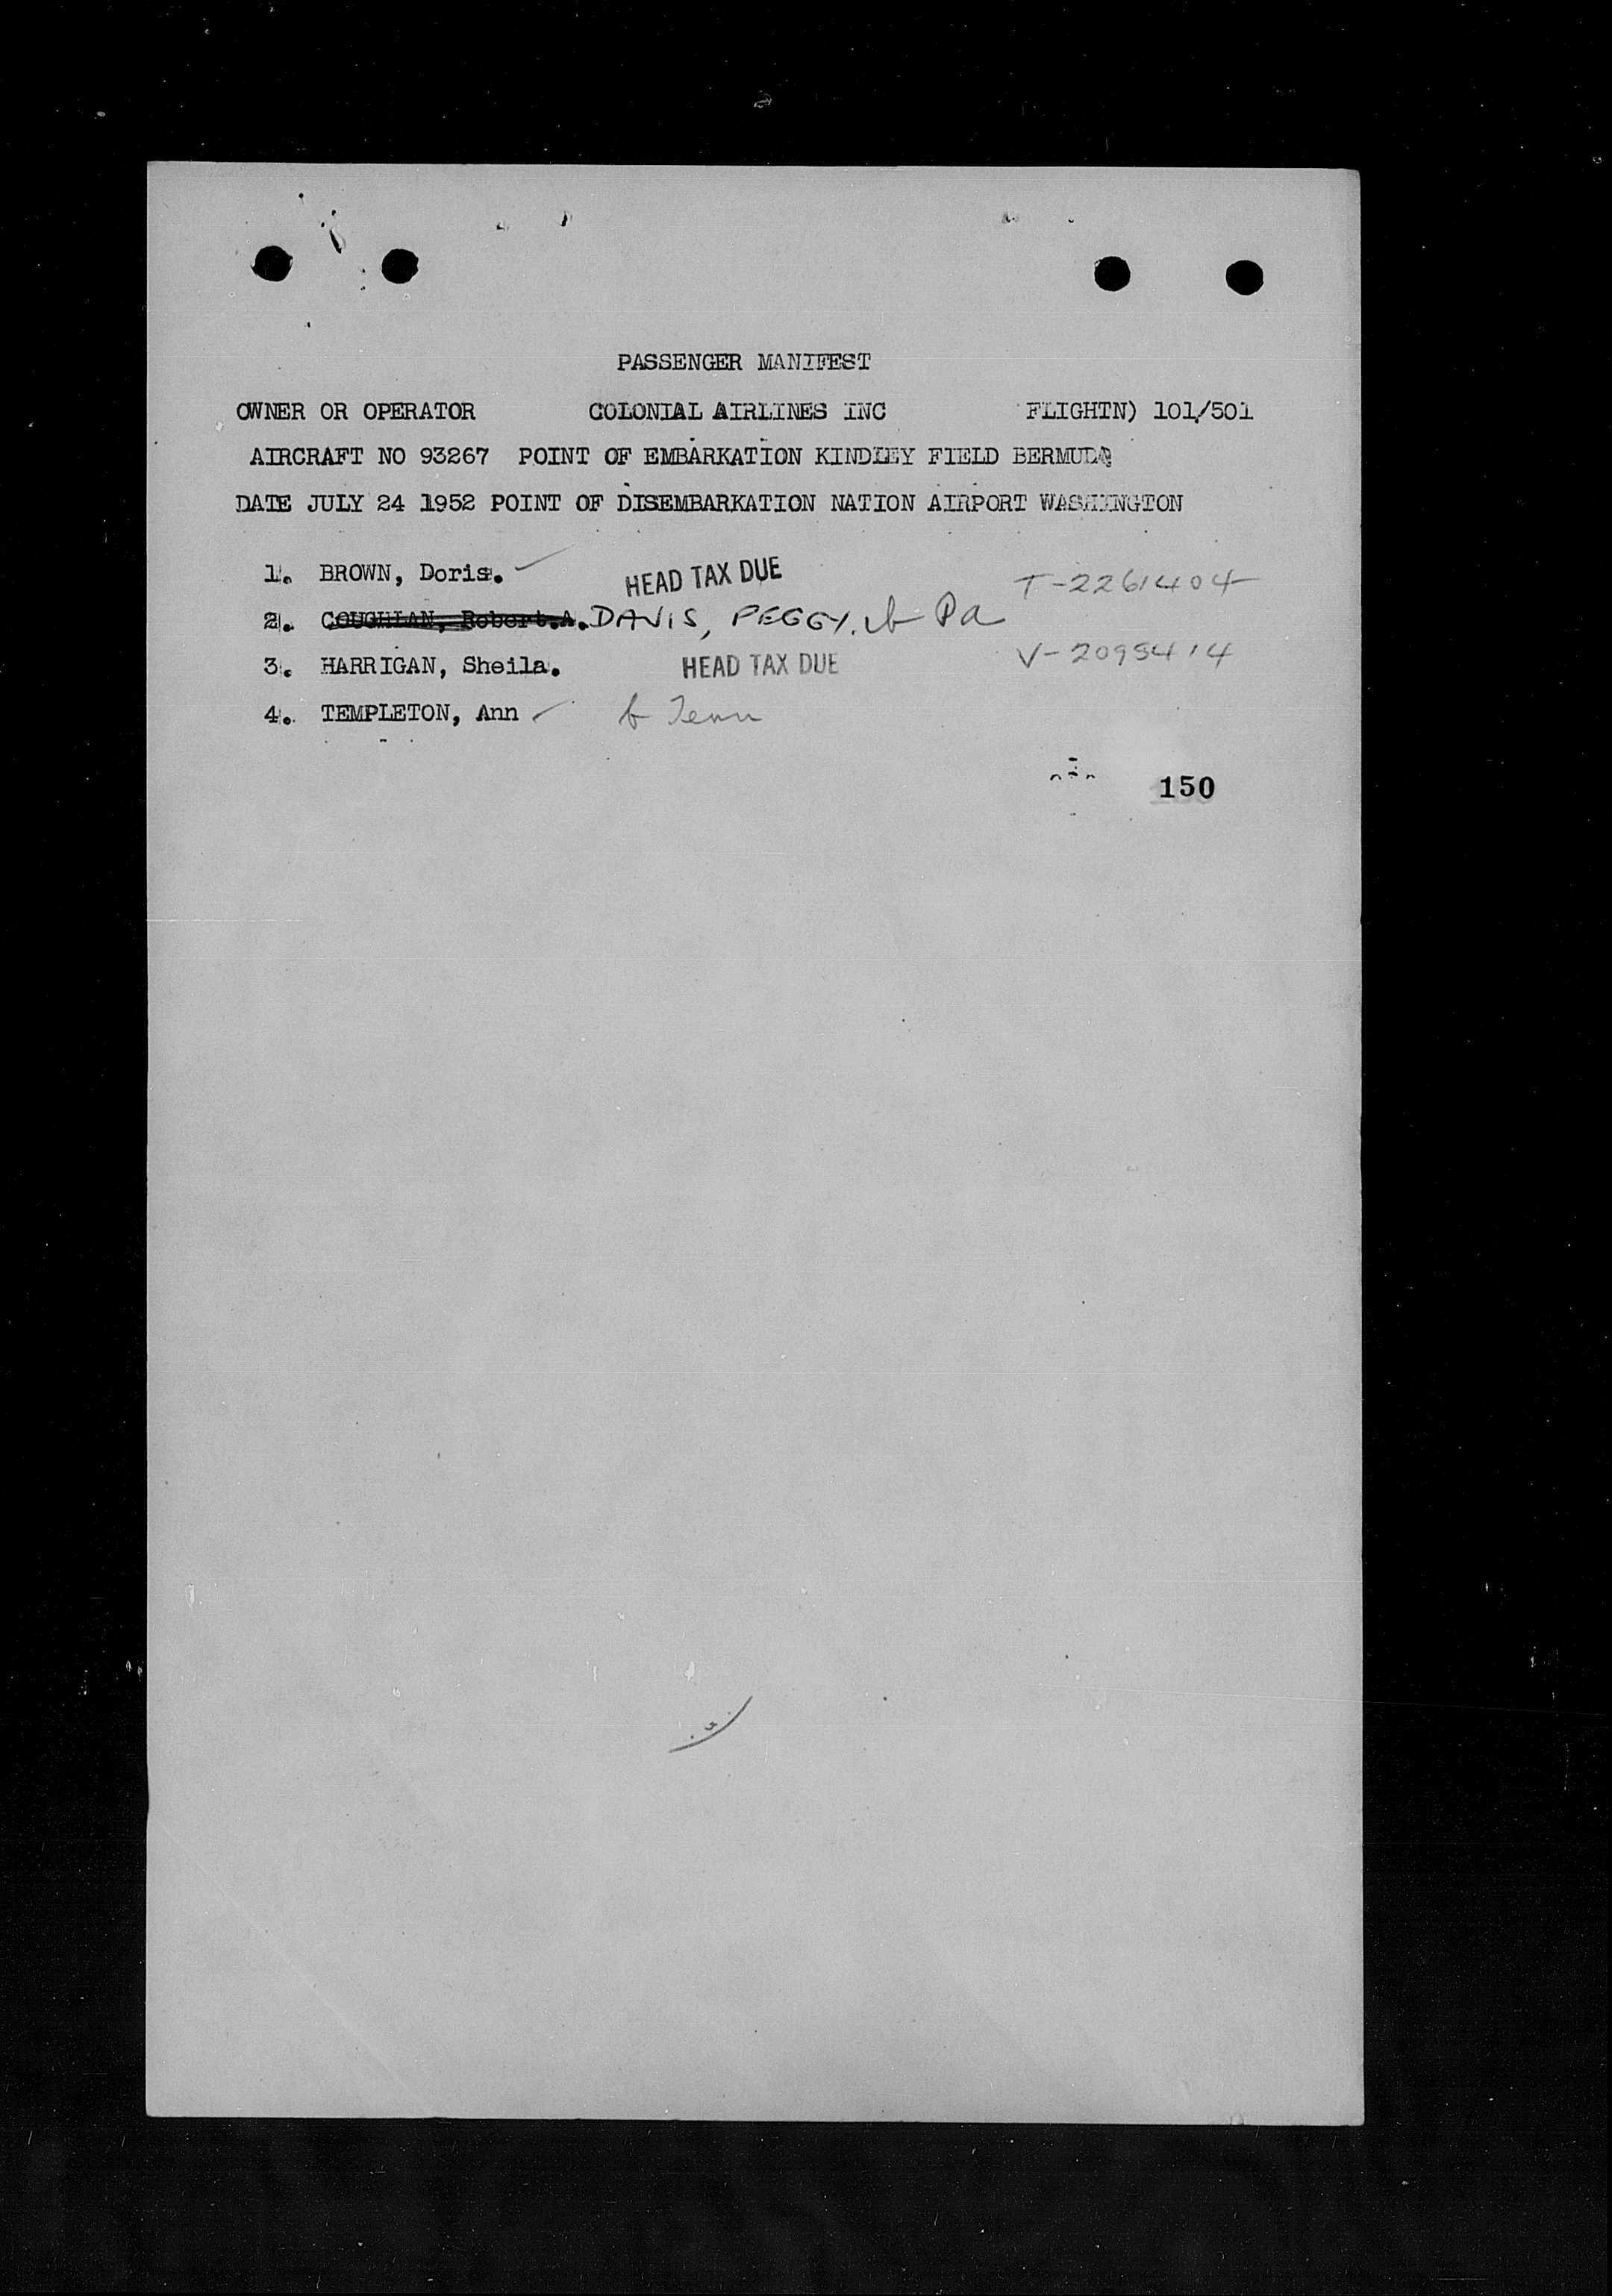 PASSENGER MANIFEST
OWNER OR OPERATOR COLONIAL AIRLINES INC FLIGHTN) 101/501
AIRCRAFT NO 93267 POINT OF EMBARKATION KINDLEY FIELD BERMUDA
DATE JULY 24 1952 POINT OF DISEMBARKATION NATION AIRPORT WASHINGTON
1. BROWN, Doris. HEAD TAX DUE T-2261404
2. COUGHLAN, Robert.A. DAVIS, PEGGY. b Pa
3. HARRIGAN, Sheila. HEAD TAX DUE V-2095414
4. TEMPLETON, Ann b Tenn
150